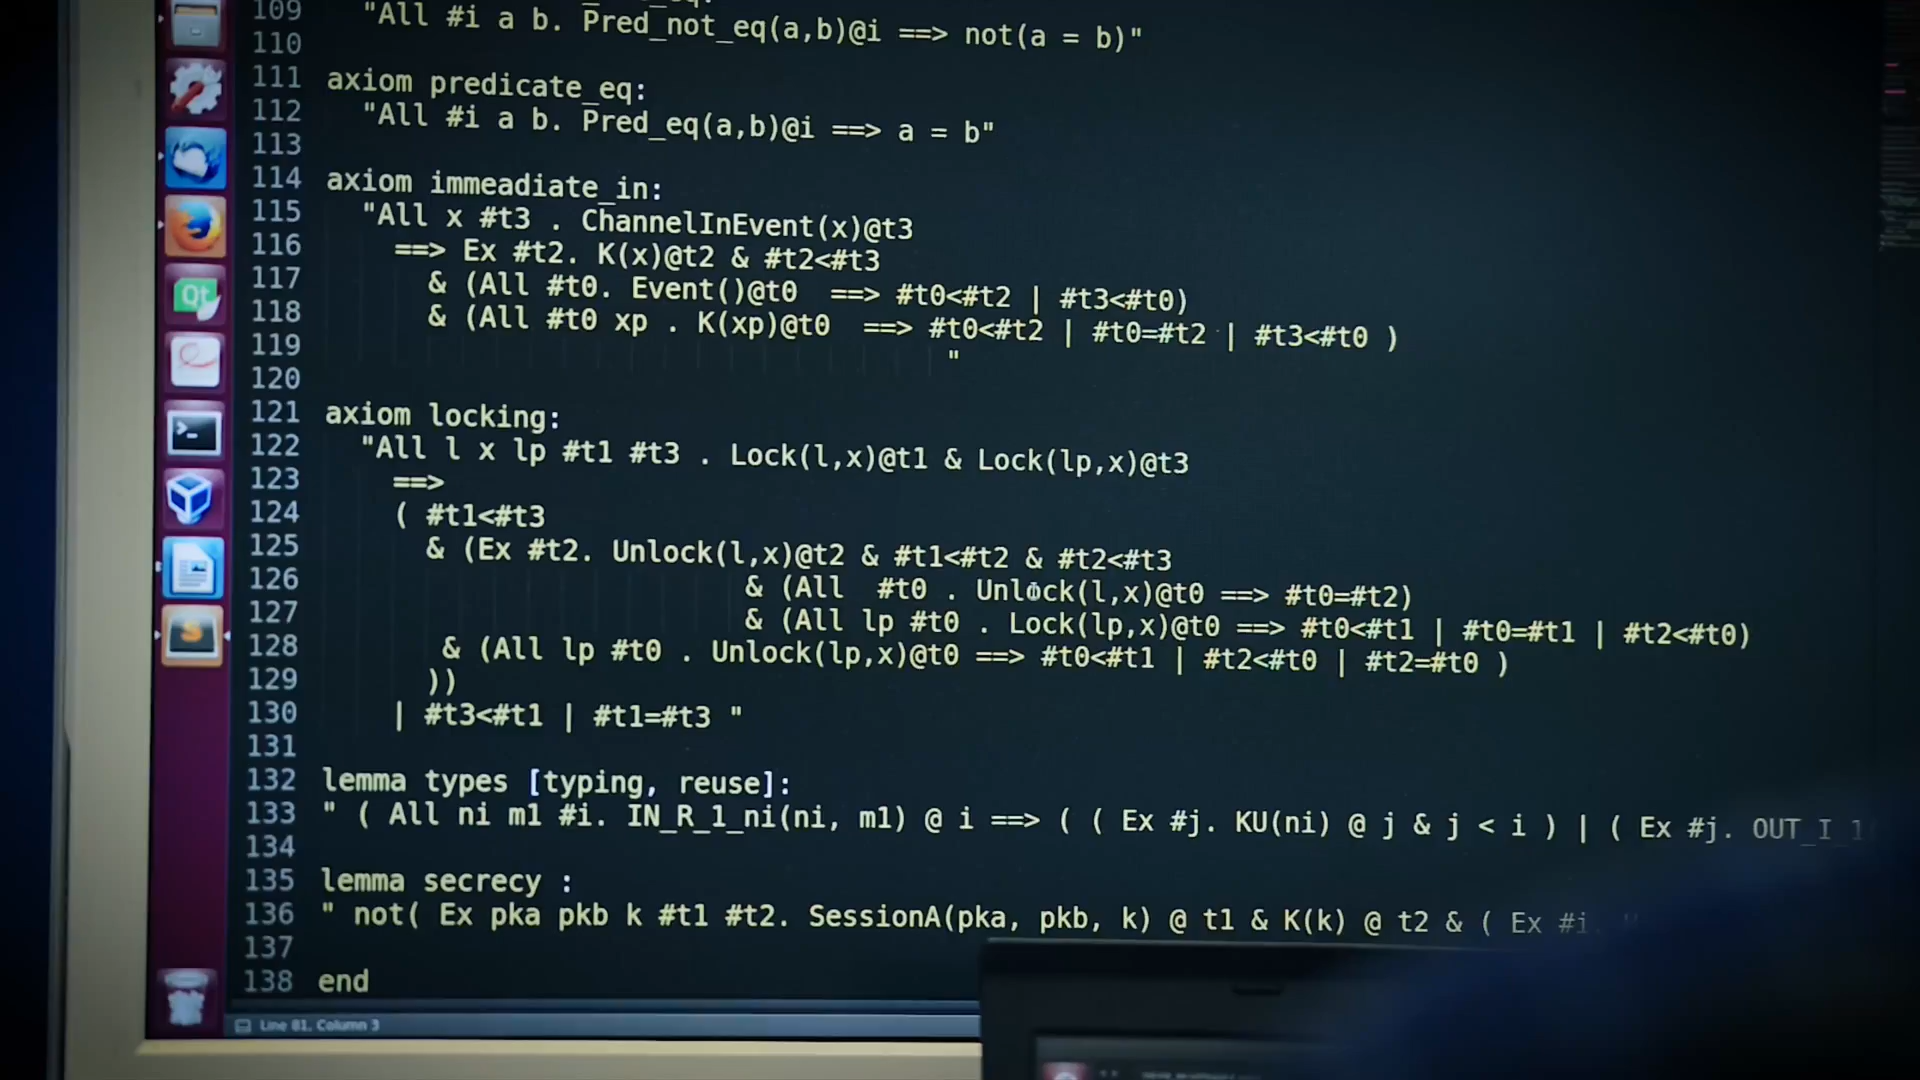 109 "All #i a b. Pred_not_eq(a,b)@i ==> not(a = b)"
110
111 axiom predicate_eq:
112 "All #i a b. Pred_eq(a,b)@i ==> a = b"
113
114 axiom immeadiate_in:
115 "All x #t3 . ChannelInEvent(x)@t3
116 ==> Ex #t2. K(x)@t2 & #t2<#t3
117 & (All #t0. Event()@t0 ==> #t0<#t2 | #t3<#t0)
118 & (All #t0 xp . K(xp)@t0 ==> #t0<#t2 | #t0=#t2 | #t3<#t0 )
119 "
120
121 axiom locking:
122 "All l x lp #t1 #t3 . Lock(l,x)@t1 & Lock(lp,x)@t3
123 ==>
124 ( #t1<#t3
125 & (Ex #t2. Unlock(l,x)@t2 & #t1<#t2 & #t2<#t3
126 & (All #t0 . Unlock(l,x)@t0 ==> #t0=#t2)
127 & (All lp #t0 . Lock(lp,x)@t0 ==> #t0<#t1 | #t0=#t1 | #t2<#t0)
128 & (All lp #t0 . Unlock(lp,x)@t0 ==> #t0<#t1 | #t2<#t0 | #t2=#t0 )
129 ))
130 | #t3<#t1 | #t1=#t3 "
131
132 lemma types [typing, reuse]:
133 " ( All ni m1 #i. IN_R_1_ni(ni, m1) @ i ==> ( ( Ex #j. KU(ni) @ j & j < i ) | ( Ex #j. OUT_I_1
134
135 lemma secrecy :
136 " not( Ex pka pkb k #t1 #t2. SessionA(pka, pkb, k) @ t1 & K(k) @ t2 & ( Ex #i.
137
138 end
Line 81, Column 3
Qt